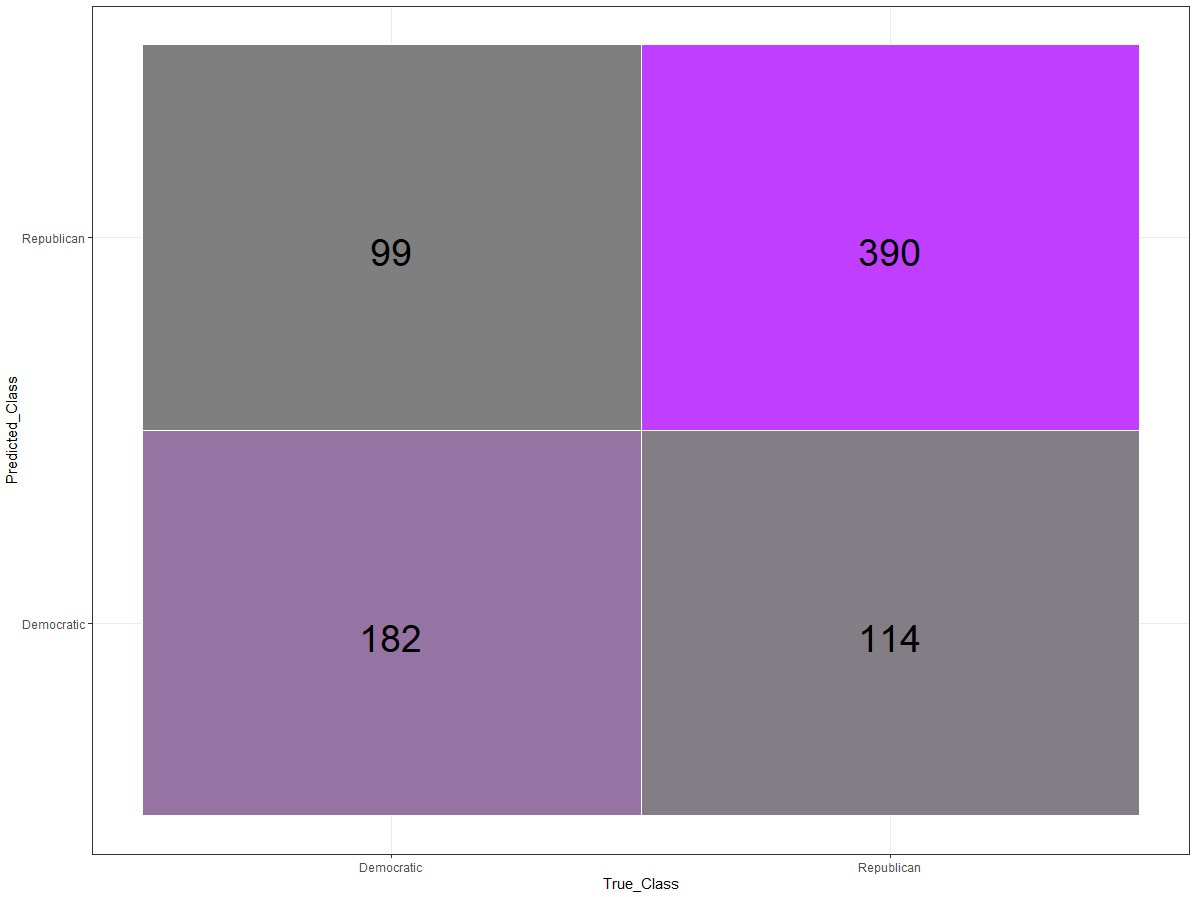 Republican
99
390
Predicted_Class
Democratic
182
114
Democratic
Republican
True_Class